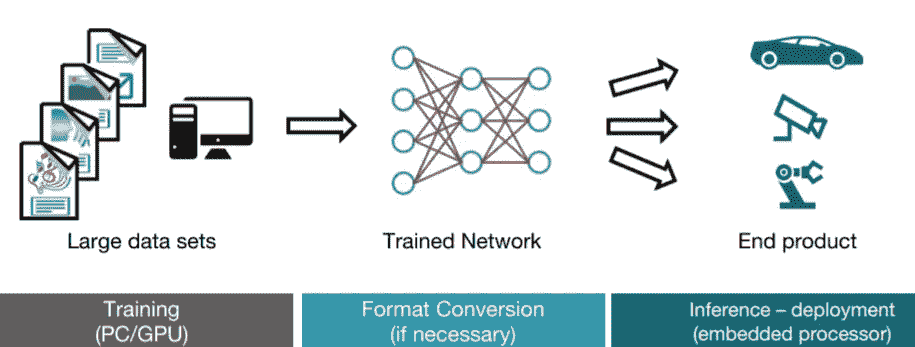 Large data sets
Trained Network
End product
Training
(PC/GPU)
Format Conversion
(if necessary)
Inference – deployment
(embedded processor)